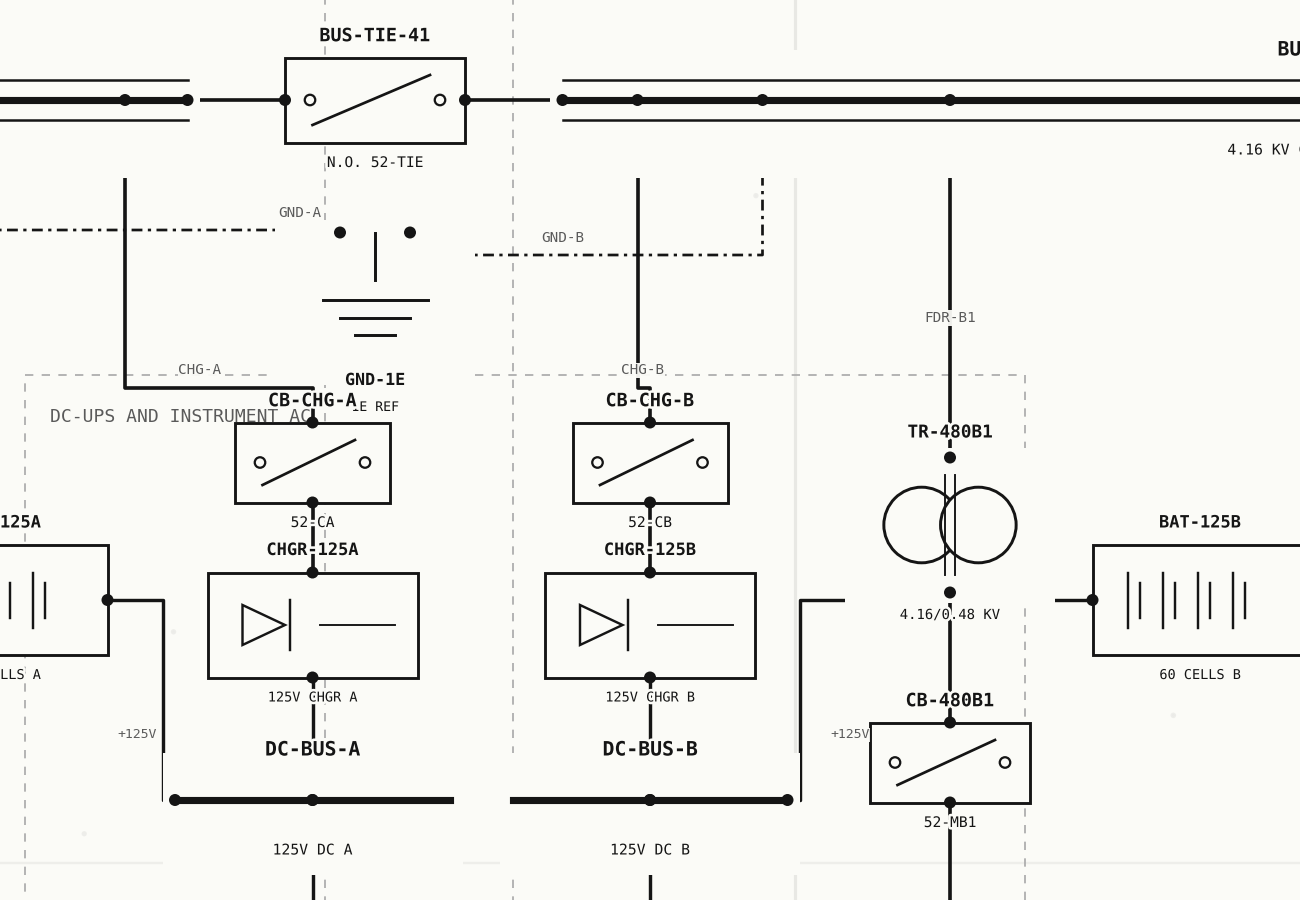 BUS-TIE-41
BU
4.16 KV
N.O. 52-TIE
GND-A
GND-B
FDR-B1
CHG-A
CHG-B
GND-1E
1E REF
CB-CHG-A
CB-CHG-B
DC-UPS AND INSTRUMENT AC
TR-480B1
125A
52-CA
52-CB
BAT-125B
CHGR-125A
CHGR-125B
4.16/0.48 KV
LLS A
60 CELLS B
125V CHGR A
125V CHGR B
CB-480B1
+125V
+125V
DC-BUS-A
DC-BUS-B
52-MB1
125V DC A
125V DC B